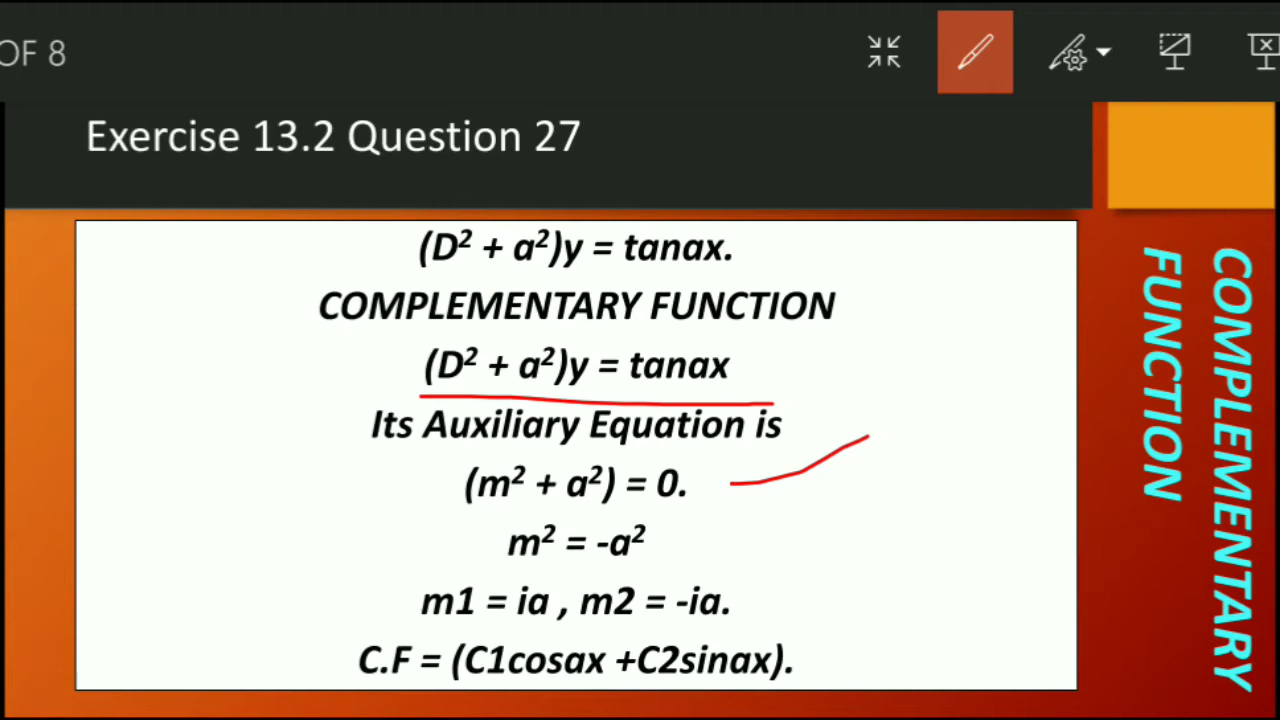 OF 8
Exercise 13.2 Question 27
(D² + a²)y = tanax.
COMPLEMENTARY FUNCTION
(D² + a²)y = tanax
Its Auxiliary Equation is
(m² + a²) = 0.
m² = -a²
m1 = ia , m2 = -ia.
C.F = (C1cosax +C2sinax).
COMPLEMENTARY
FUNCTION